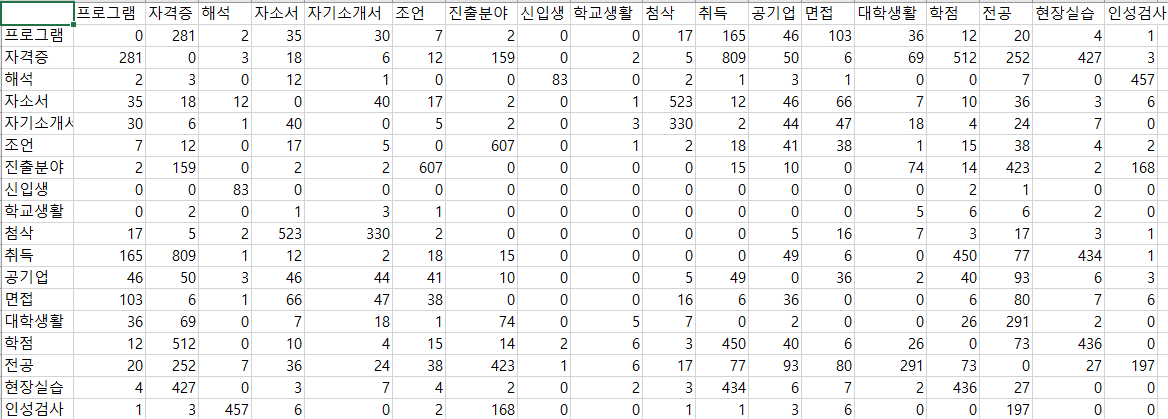 프로그램 자격증 해석 자소서 자기소개서 조언 진출분야 신입생 학교생활 첨삭 취득 공기업 면접 대학생활 학점 전공 현장실습 인성검사
프로그램 0 281 2 35 30 7 2 0 0 17 165 46 103 36 12 20 4 1
자격증 281 0 3 18 6 12 159 0 2 5 809 50 6 69 512 252 427 3
해석 2 3 0 12 1 0 0 83 0 2 1 3 1 0 0 7 0 457
자소서 35 18 12 0 40 17 2 0 1 523 12 46 66 7 10 36 3 6
자기소개서 30 6 1 40 0 5 2 0 3 330 2 44 47 18 4 24 7 0
조언 7 12 0 17 5 0 607 0 1 2 18 41 38 1 15 38 4 2
진출분야 2 159 0 2 2 607 0 0 0 0 15 10 0 74 14 423 2 168
신입생 0 0 83 0 0 0 0 0 0 0 0 0 0 0 2 1 0 0
학교생활 0 2 0 1 3 1 0 0 0 0 0 0 0 5 6 6 2 0
첨삭 17 5 2 523 330 2 0 0 0 0 0 5 16 7 3 17 3 1
취득 165 809 1 12 2 18 15 0 0 0 0 49 6 0 450 77 434 1
공기업 46 50 3 46 44 41 10 0 0 5 49 0 36 2 40 93 6 3
면접 103 6 1 66 47 38 0 0 0 16 6 36 0 0 6 80 7 6
대학생활 36 69 0 7 18 1 74 0 5 7 0 2 0 0 26 291 2 0
학점 12 512 0 10 4 15 14 2 6 3 450 40 6 26 0 73 436 0
전공 20 252 7 36 24 38 423 1 6 17 77 93 80 291 73 0 27 197
현장실습 4 427 0 3 7 4 2 0 2 3 434 6 7 2 436 27 0 0
인성검사 1 3 457 6 0 2 168 0 0 1 1 3 6 0 0 197 0 0